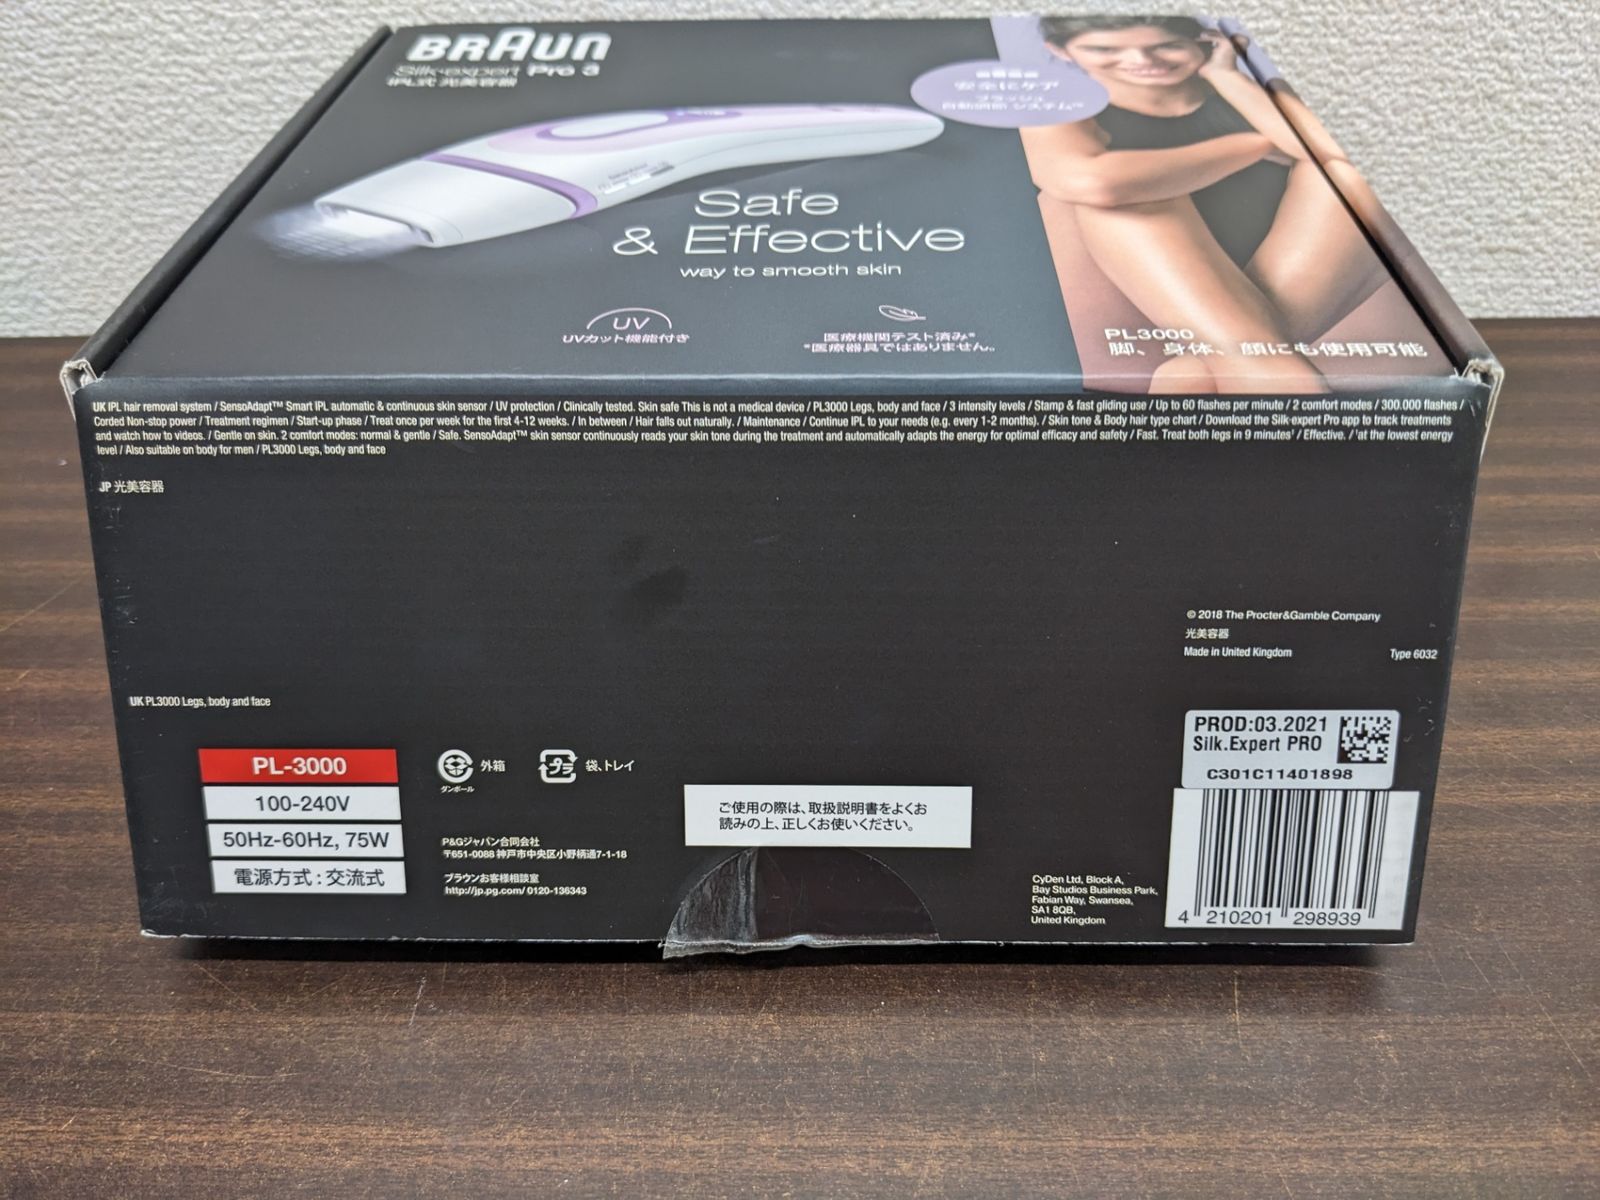 BRAUN
Silk·expert Pro 3
IPL式 光美容器
安全にケア
フラッシュ
自動調節 システム™
Safe
& Effective
way to smooth skin
UV
UVカット機能付き
医療機関テスト済み*
*医療器具ではありません。
PL3000
脚、身体、顔にも使用可能
UK IPL hair removal system / SensoAdapt™ Smart IPL automatic & continuous skin sensor / UV protection / Clinically tested. Skin safe This is not a medical device / PL3000 Legs, body and face / 3 intensity levels / Stamp & fast gliding use / Up to 60 flashes per minute / 2 comfort modes / 300.000 flashes /
Corded Non-stop power / Treatment regimen / Start-up phase / Treat once per week for the first 4-12 weeks. / In between / Hair falls out naturally. / Maintenance / Continue IPL to your needs (e.g. every 1-2 months). / Skin tone & Body hair type chart / Download the Silk·expert Pro app to track treatments
and watch how to videos. / Gentle on skin. 2 comfort modes: normal & gentle / Safe. SensoAdapt™ skin sensor continuously reads your skin tone during the treatment and automatically adapts the energy for optimal efficacy and safety / Fast. Treat both legs in 9 minutes¹ / Effective. / ¹at the lowest energy
level / Also suitable on body for men / PL3000 Legs, body and face
JP 光美容器
© 2018 The Procter&Gamble Company
光美容器
Made in United Kingdom
Type 6032
UK PL3000 Legs, body and face
PROD:03.2021
Silk.Expert PRO
C301C11401898
PL-3000
100-240V
50Hz-60Hz, 75W
電源方式：交流式
外箱
ダンボール
プラ
袋、トレイ
ご使用の際は、取扱説明書をよくお
読みの上、正しくお使いください。
P&Gジャパン合同会社
〒651-0088 神戸市中央区小野柄通7-1-18
ブラウンお客様相談室
http://jp.pg.com/ 0120-136343
CyDen Ltd, Block A,
Bay Studios Business Park,
Fabian Way, Swansea,
SA1 8QB,
United Kingdom
4 210201 298939